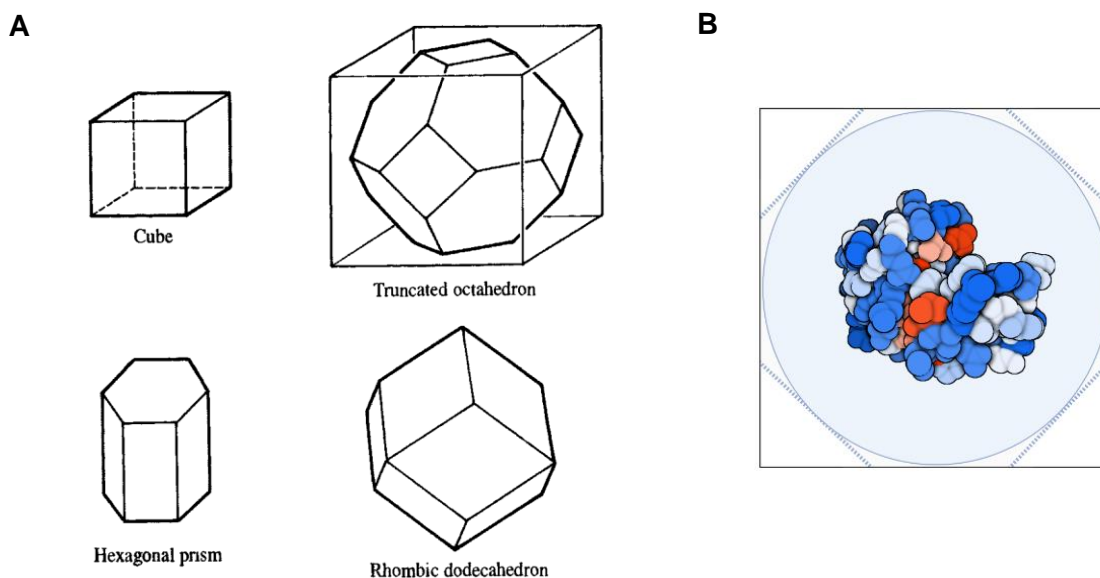 A
B
Cube
Truncated octahedron
Hexagonal prism
Rhombic dodecahedron